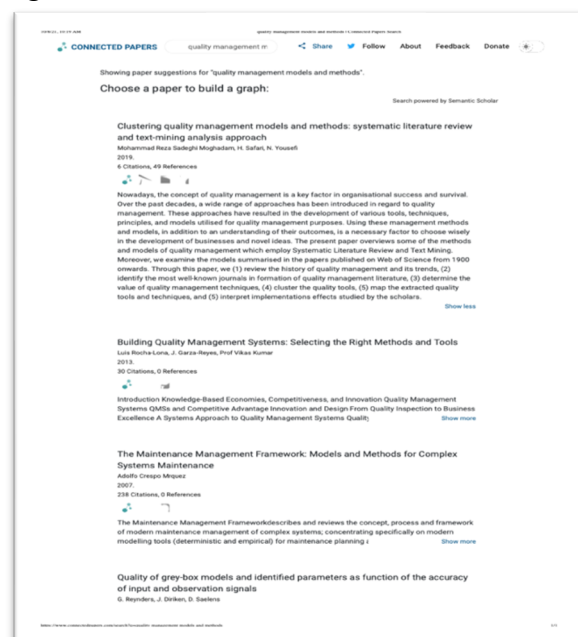 quality management models and methods | Connected Papers Search
CONNECTED PAPERS quality management m Share Follow About Feedback Donate
Showing paper suggestions for "quality management models and methods".
Choose a paper to build a graph:
Search powered by Semantic Scholar
Clustering quality management models and methods: systematic literature review
and text-mining analysis approach
Mohammad Reza Sadeghi Moghadam, H. Safari, N. Yousefi
2019.
6 Citations, 49 References
Nowadays, the concept of quality management is a key factor in organisational success and survival.
Over the past decades, a wide range of approaches has been introduced in regard to quality
management. These approaches have resulted in the development of various tools, techniques,
principles, and models utilised for quality management purposes. Using these management methods
and models, in addition to an understanding of their outcomes, is a necessary factor to choose wisely
in the development of businesses and novel ideas. The present paper overviews some of the methods
and models of quality management which employ Systematic Literature Review and Text Mining.
Moreover, we examine the models summarised in the papers published on Web of Science from 1900
onwards. Through this paper, we (1) review the history of quality management and its trends, (2)
identify the most well-known journals in formation of quality management literature, (3) determine the
value of quality management techniques, (4) cluster the quality tools, (5) map the extracted quality
tools and techniques, and (5) interpret implementations effects studied by the scholars.
Show less
Building Quality Management Systems: Selecting the Right Methods and Tools
Luis Rocha-Lona, J. Garza-Reyes, Prof Vikas Kumar
2013.
30 Citations, 0 References
Introduction Knowledge-Based Economies, Competitiveness, and Innovation Quality Management
Systems QMSs and Competitive Advantage Innovation and Design From Quality Inspection to Business
Excellence A Systems Approach to Quality Management Systems Quality Show more
The Maintenance Management Framework: Models and Methods for Complex
Systems Maintenance
Adolfo Crespo Mrquez
2007.
238 Citations, 0 References
The Maintenance Management Frameworkdescribes and reviews the concept, process and framework
of modern maintenance management of complex systems; concentrating specifically on modern
modelling tools (deterministic and empirical) for maintenance planning Show more
Quality of grey-box models and identified parameters as function of the accuracy
of input and observation signals
G. Reynders, J. Diriken, D. Saelens